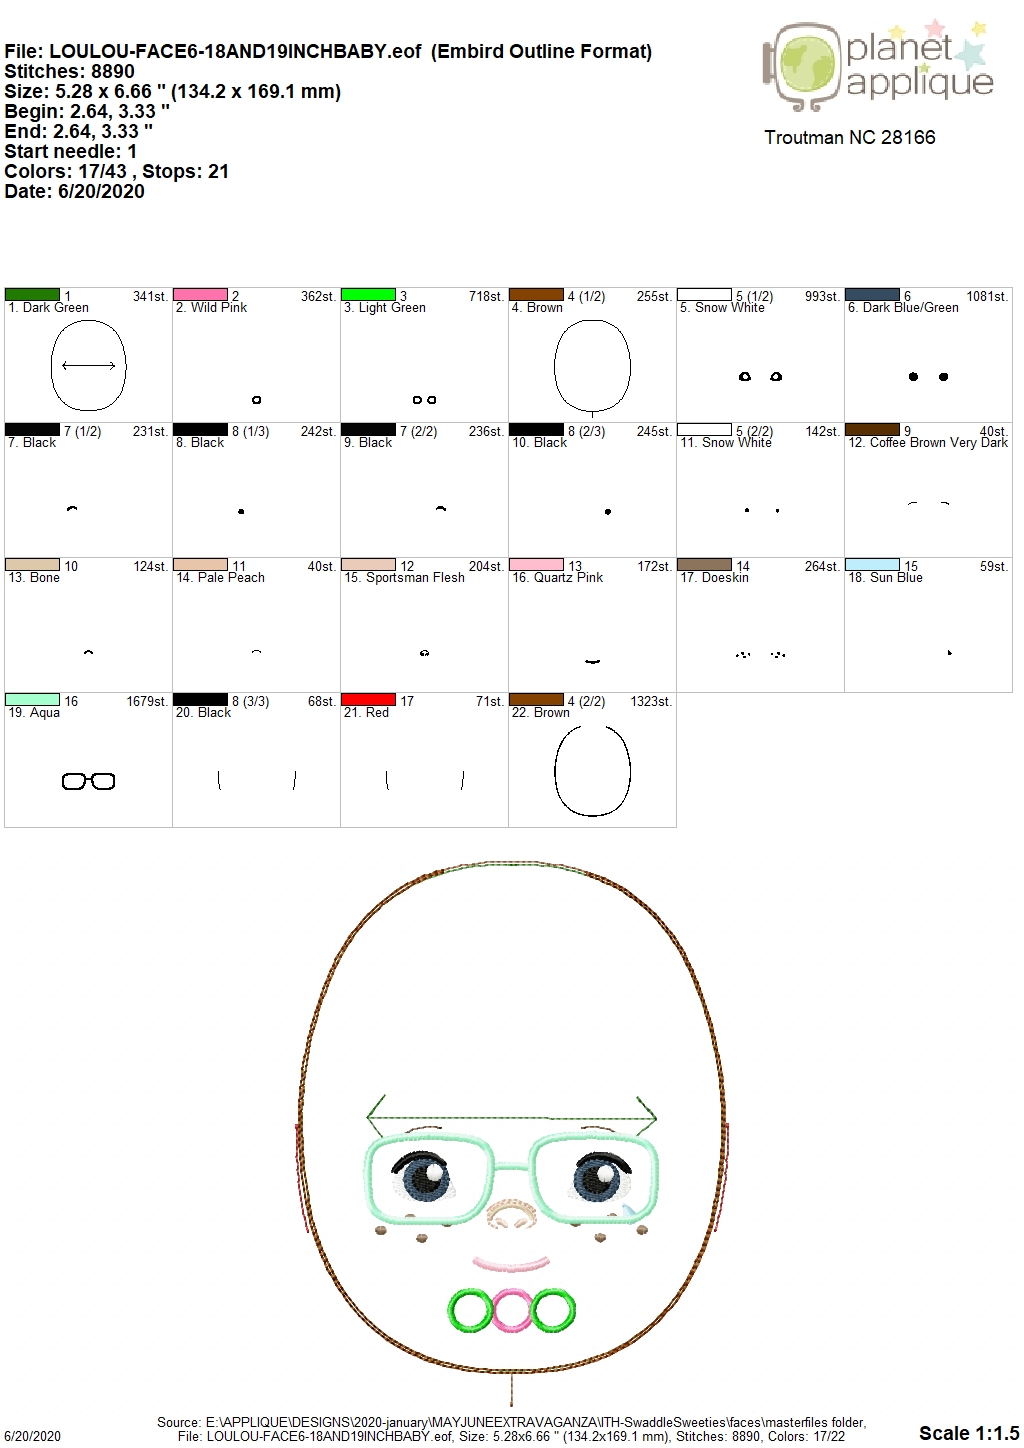 File: LOULOU-FACE6-18AND19INCHBABY.eof (Embird Outline Format)
Stitches: 8890
Size: 5.28 x 6.66 " (134.2 x 169.1 mm)
Begin: 2.64, 3.33 "
End: 2.64, 3.33 "
Start needle: 1
Colors: 17/43 , Stops: 21
Date: 6/20/2020
planet
applique
Troutman NC 28166
1 341st. 2 362st. 3 718st. 4 (1/2) 255st. 5 (1/2) 993st. 6 1081st.
1. Dark Green 2. Wild Pink 3. Light Green 4. Brown 5. Snow White 6. Dark Blue/Green
7 (1/2) 231st. 8 (1/3) 242st. 7 (2/2) 236st. 8 (2/3) 245st. 5 (2/2) 142st. 9 40st.
7. Black 8. Black 9. Black 10. Black 11. Snow White 12. Coffee Brown Very Dark
10 124st. 11 40st. 12 204st. 13 172st. 14 264st. 15 59st.
13. Bone 14. Pale Peach 15. Sportsman Flesh 16. Quartz Pink 17. Doeskin 18. Sun Blue
16 1679st. 8 (3/3) 68st. 17 71st. 4 (2/2) 1323st.
19. Aqua 20. Black 21. Red 22. Brown
Source: E:\APPLIQUE\DESIGNS\2020-january\MAYJUNEEXTRAVAGANZA\ITH-SwaddleSweeties\faces\masterfiles folder,
6/20/2020 File: LOULOU-FACE6-18AND19INCHBABY.eof, Size: 5.28x6.66 " (134.2x169.1 mm), Stitches: 8890, Colors: 17/22 Scale 1:1.5